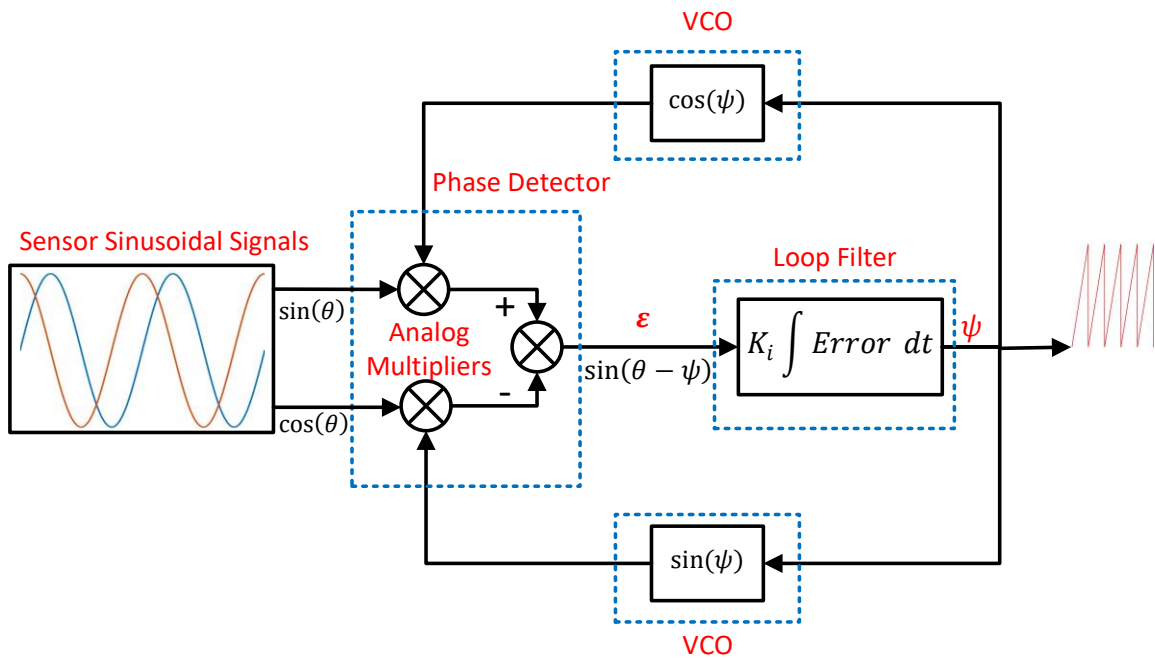 VCO
cos(ψ)
Phase Detector
Sensor Sinusoidal Signals
Loop Filter
sin(θ)
+
Analog
Multipliers
ε
sin(θ − ψ)
K_i ∫ Error dt
ψ
-
cos(θ)
sin(ψ)
VCO